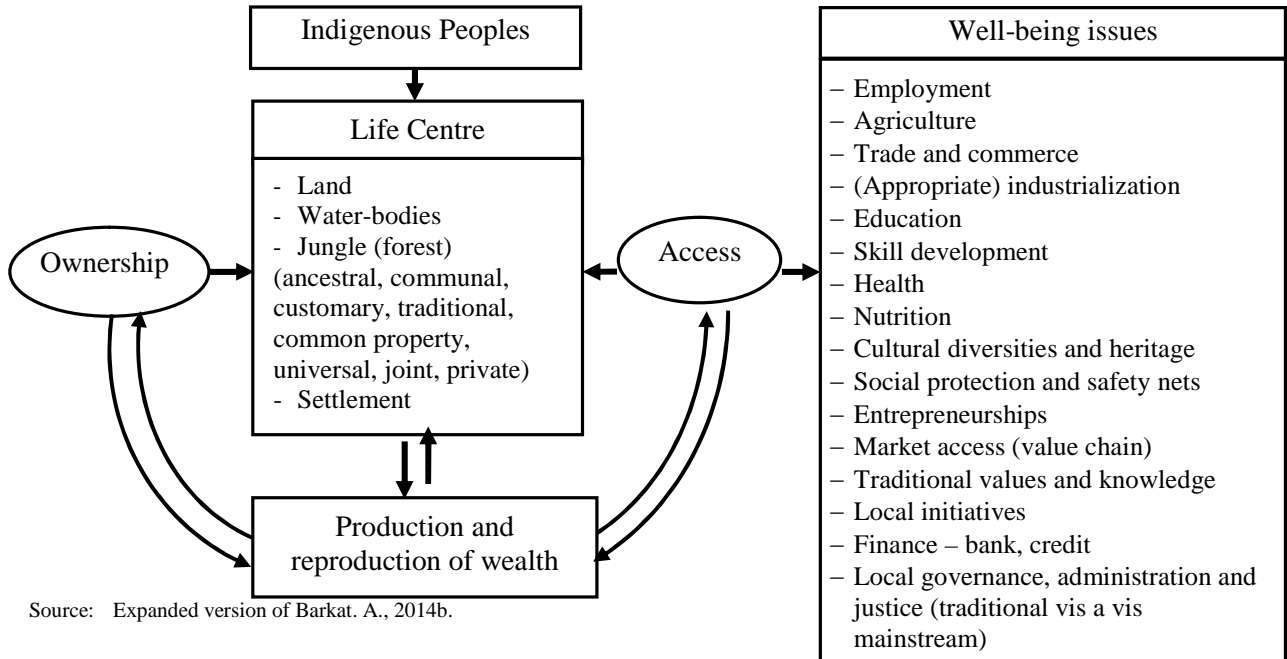 Indigenous Peoples
Life Centre
- Land
- Water-bodies
- Jungle (forest)
(ancestral, communal,
customary, traditional,
common property,
universal, joint, private)
- Settlement
Ownership
Access
Production and
reproduction of wealth
Source: Expanded version of Barkat. A., 2014b.
Well-being issues
– Employment
– Agriculture
– Trade and commerce
– (Appropriate) industrialization
– Education
– Skill development
– Health
– Nutrition
– Cultural diversities and heritage
– Social protection and safety nets
– Entrepreneurships
– Market access (value chain)
– Traditional values and knowledge
– Local initiatives
– Finance – bank, credit
– Local governance, administration and
justice (traditional vis a vis
mainstream)